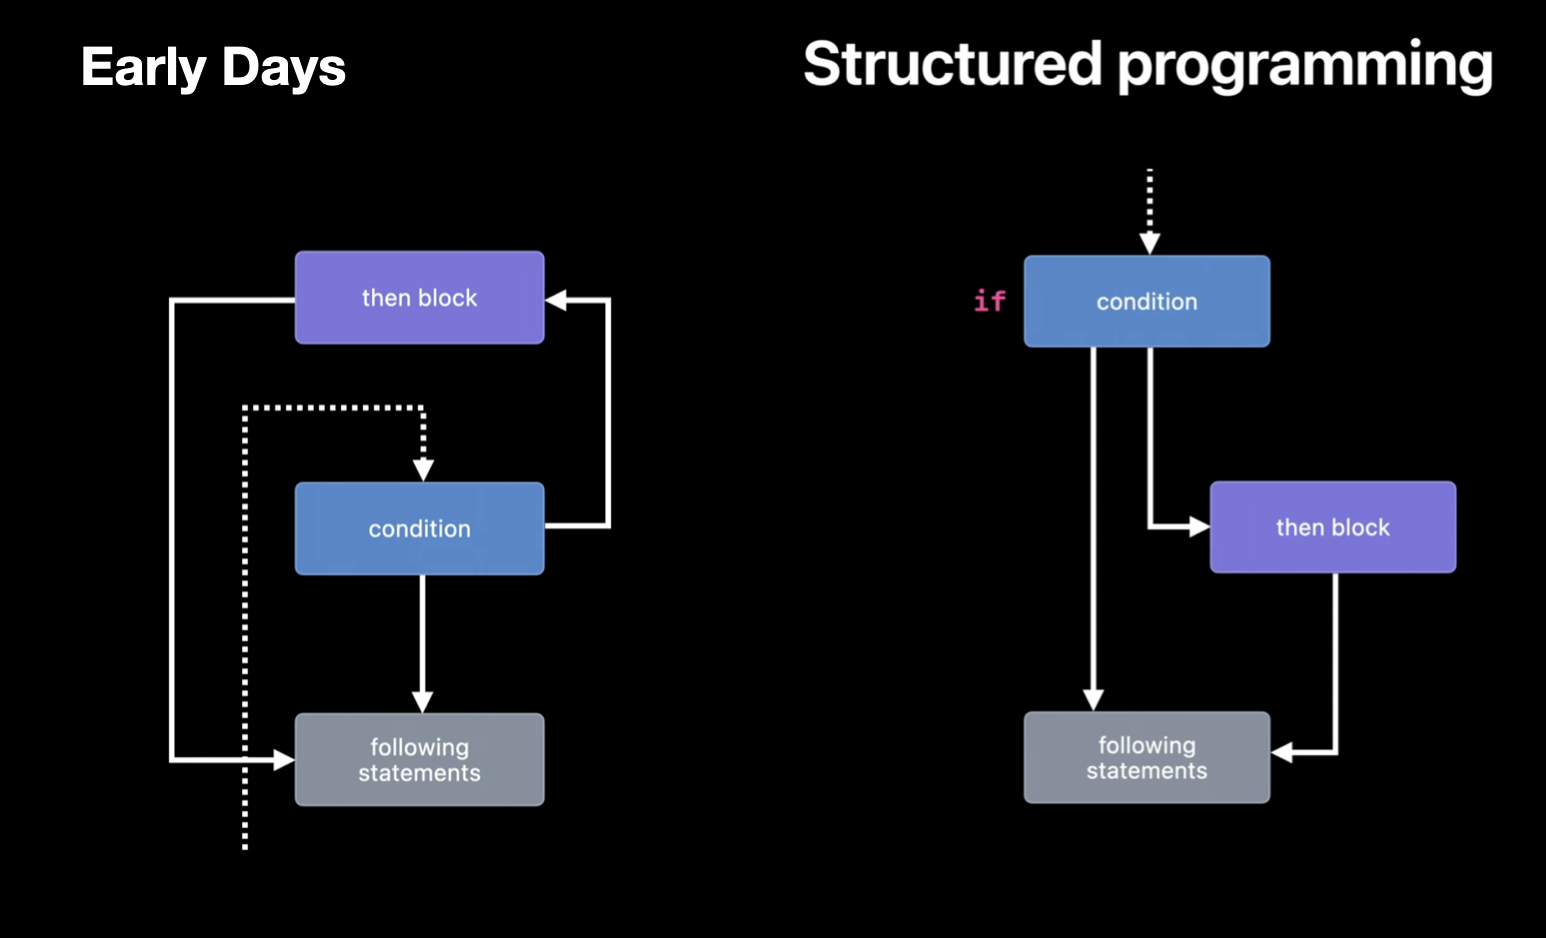 Early Days
Structured programming
then block
condition
following
statements
if
condition
then block
following
statements